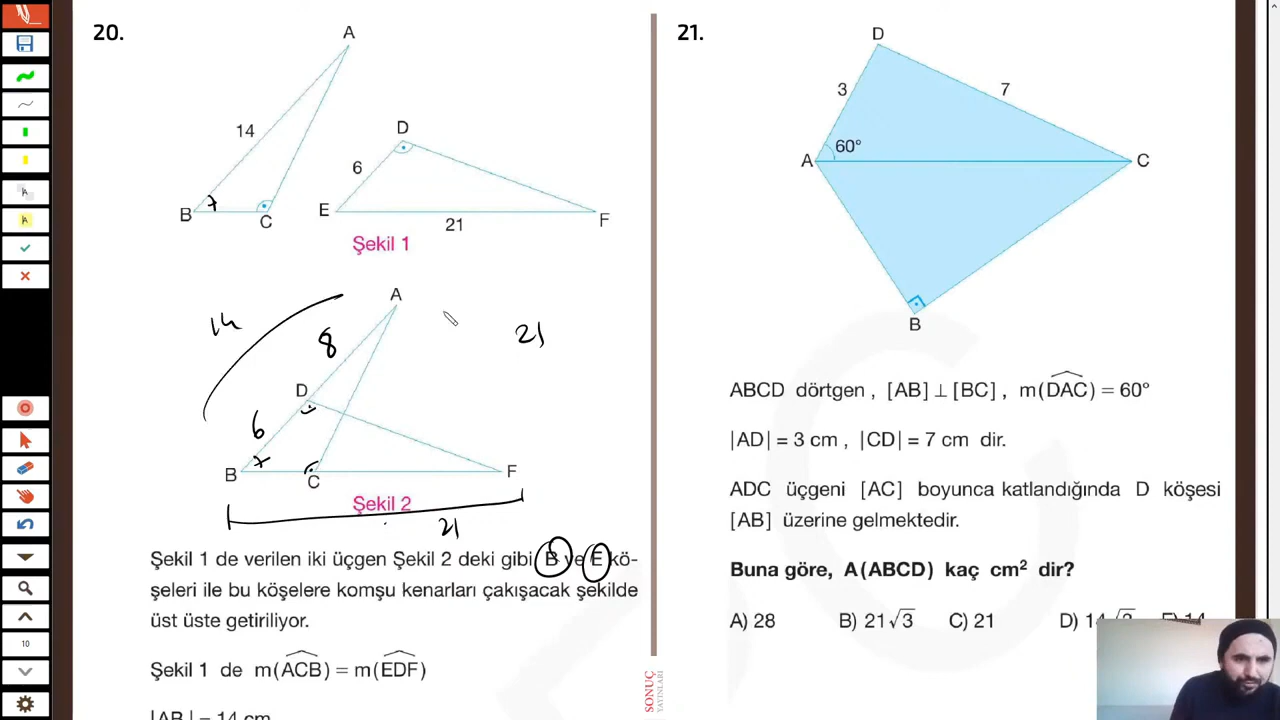 20.
A
14
B
7
C
D
6
E
21
F
Şekil 1
14
A
8
21
D
6
B
C
F
Şekil 2
21
Şekil 1 de verilen iki üçgen Şekil 2 deki gibi B ve E kö-
şeleri ile bu köşelere komşu kenarları çakışacak şekilde
üst üste getiriliyor.
Şekil 1 de m(ACB) = m(EDF)
|AB| = 14 cm
SONUÇ
YAYINLARI
21.
D
3
7
A
60°
C
B
ABCD dörtgen , [AB] ⊥ [BC] , m(DAC) = 60°
|AD| = 3 cm , |CD| = 7 cm dir.
ADC üçgeni [AC] boyunca katlandığında D köşesi
[AB] üzerine gelmektedir.
Buna göre, A(ABCD) kaç cm² dir?
A) 28 B) 21√3 C) 21 D) 14 E) 14
10